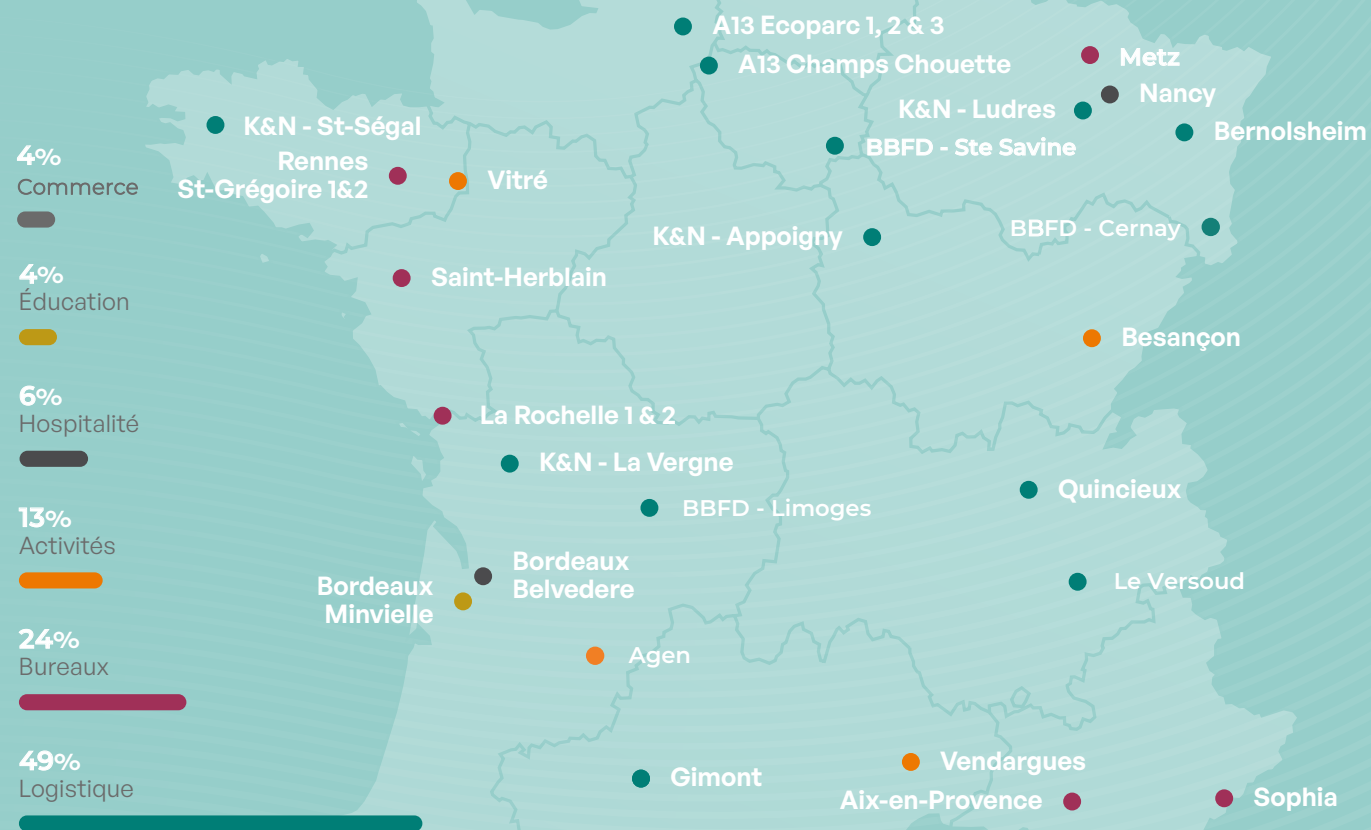 A13 Ecoparc 1, 2 & 3
A13 Champs Chouette
Metz
Nancy
K&N - Ludres
Bernolsheim
K&N - St-Ségal
BBFD - Ste Savine
Rennes
St-Grégoire 1&2
Vitré
BBFD - Cernay
K&N - Appoigny
Saint-Herblain
Besançon
La Rochelle 1 & 2
K&N - La Vergne
Quincieux
BBFD - Limoges
Bordeaux
Belvedere
Bordeaux
Minvielle
Le Versoud
Agen
Vendargues
Gimont
Aix-en-Provence
Sophia
4%
Commerce
4%
Éducation
6%
Hospitalité
13%
Activités
24%
Bureaux
49%
Logistique